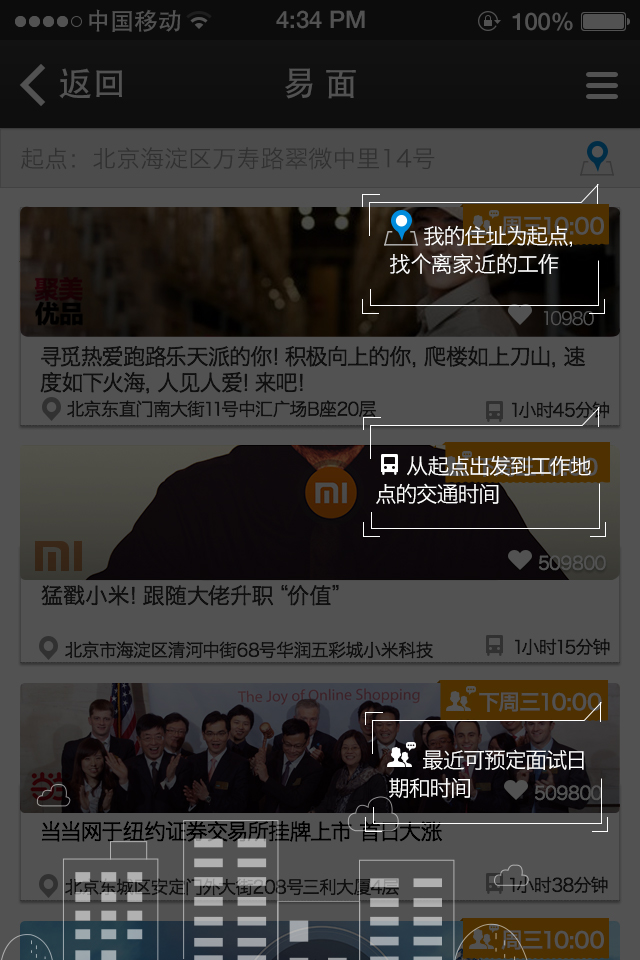 中国移动 4:34 PM 100%
返回 易 面
起点：北京海淀区万寿路翠微中里14号
周三10:00
我的住址为起点,
找个离家近的工作
聚美
优品
10980
寻觅热爱跑路乐天派的你! 积极向上的你, 爬楼如上刀山, 速
度如下火海, 人见人爱! 来吧!
北京东直门南大街11号中汇广场B座20层 1小时45分钟
从起点出发到工作地
点的交通时间
mi
mi
509800
猛戳小米! 跟随大佬升职 “价值”
北京市海淀区清河中街68号华润五彩城小米科技 1小时15分钟
The Joy of Online Shopping
下周三10:00
最近可预定面试日
期和时间
509800
当当网于纽约证券交易所挂牌上市 首日大涨
北京东城区安定门外大街208号三利大厦4层 1小时38分钟
周三10:00